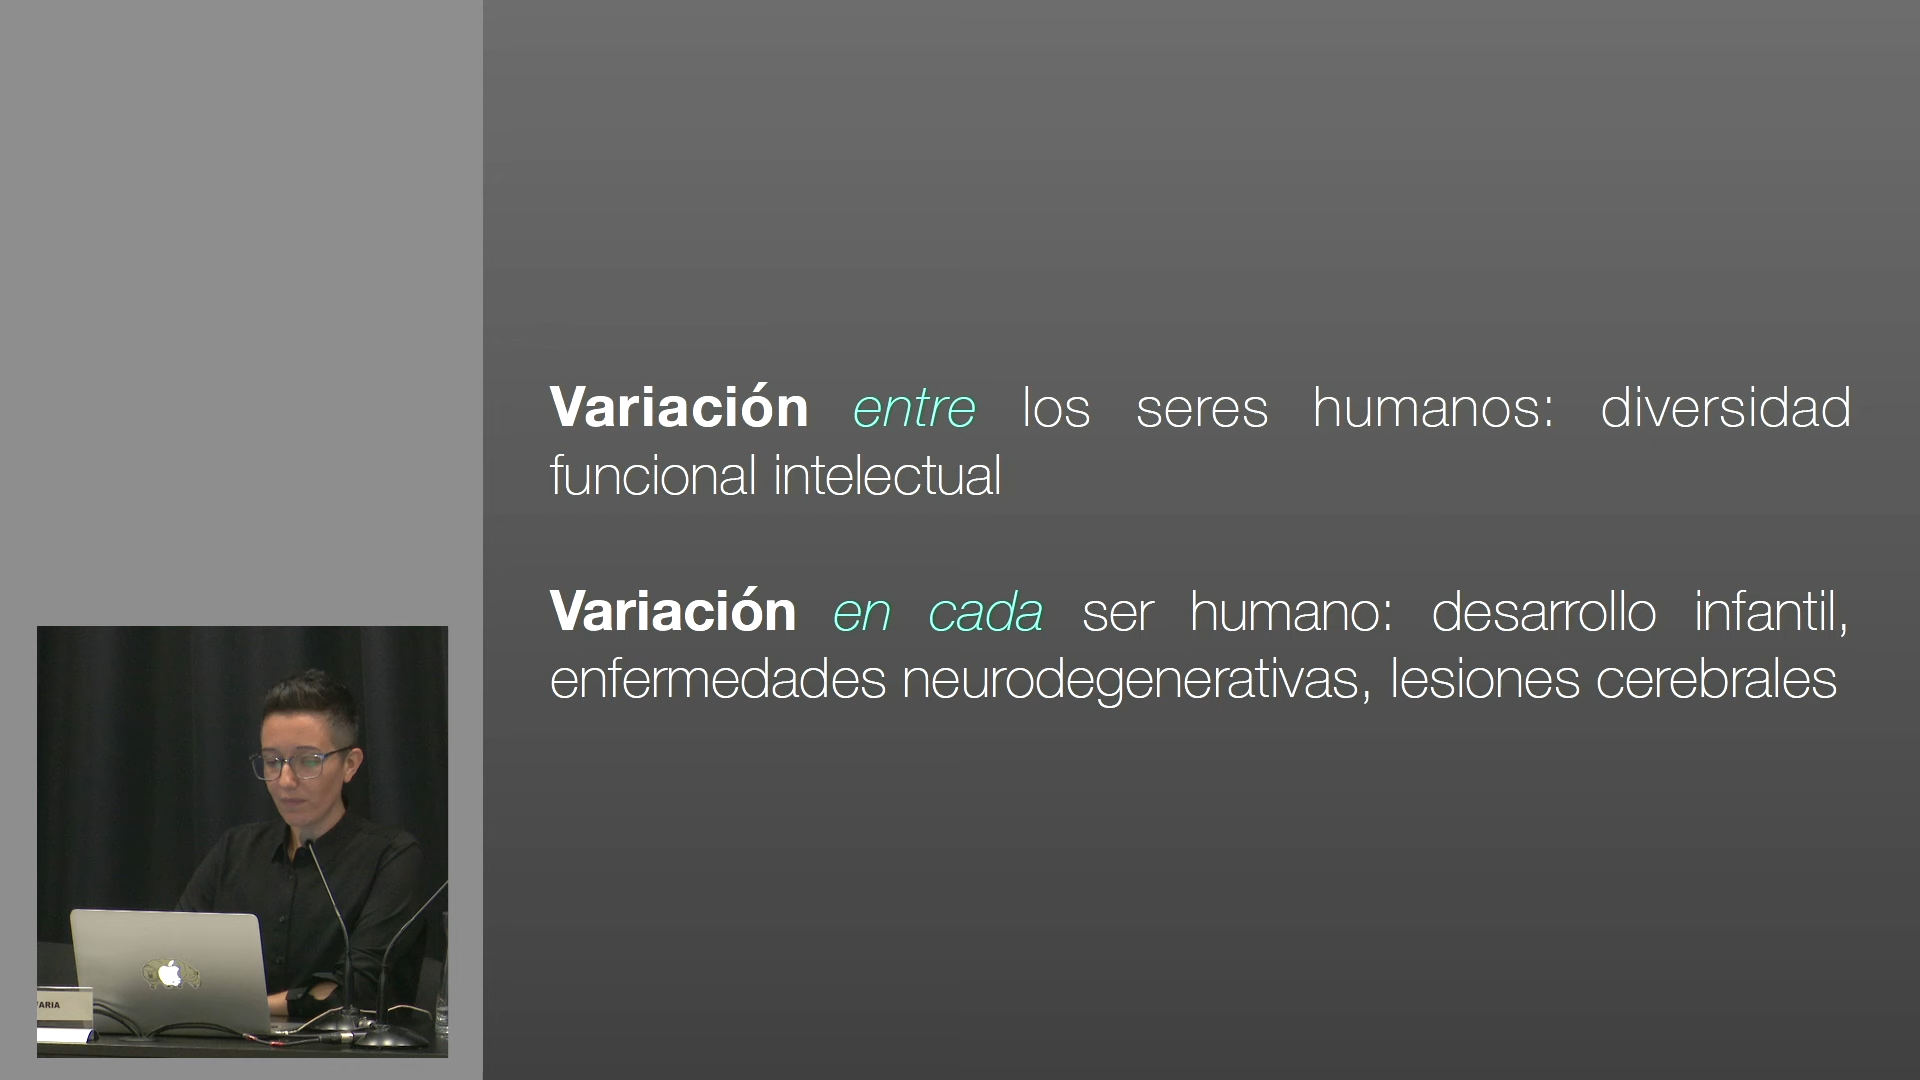 Variación entre los seres humanos: diversidad
funcional intelectual
Variación en cada ser humano: desarrollo infantil,
enfermedades neurodegenerativas, lesiones cerebrales
VARIA